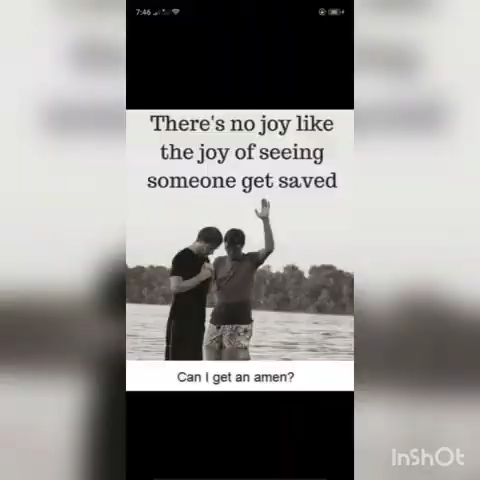 7:46
There's no joy like
the joy of seeing
someone get saved
Can I get an amen?
InShOt